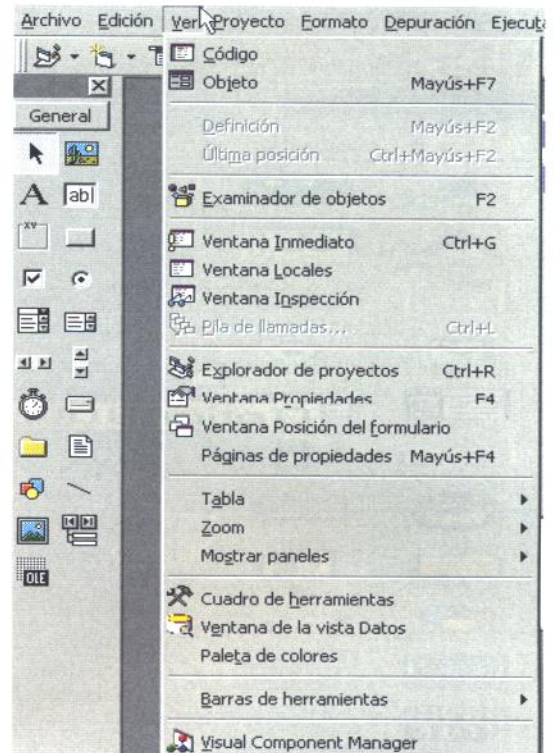 Archivo Edición Ver Proyecto Formato Depuración
General
A
abl
xv
OLE
Código
Objeto Mayús+F7
Definición Mayús+F2
Última posición Ctrl+Mayús+F2
Examinador de objetos F2
Ventana Inmediato Ctrl+G
Ventana Locales
Ventana Inspección
Pila de llamadas... Ctrl+L
Explorador de proyectos Ctrl+R
Ventana Propiedades F4
Ventana Posición del formulario
Páginas de propiedades Mayús+F4
Tabla
Zoom
Mostrar paneles
Cuadro de herramientas
Ventana de la vista Datos
Paleta de colores
Barras de herramientas
Visual Component Manager